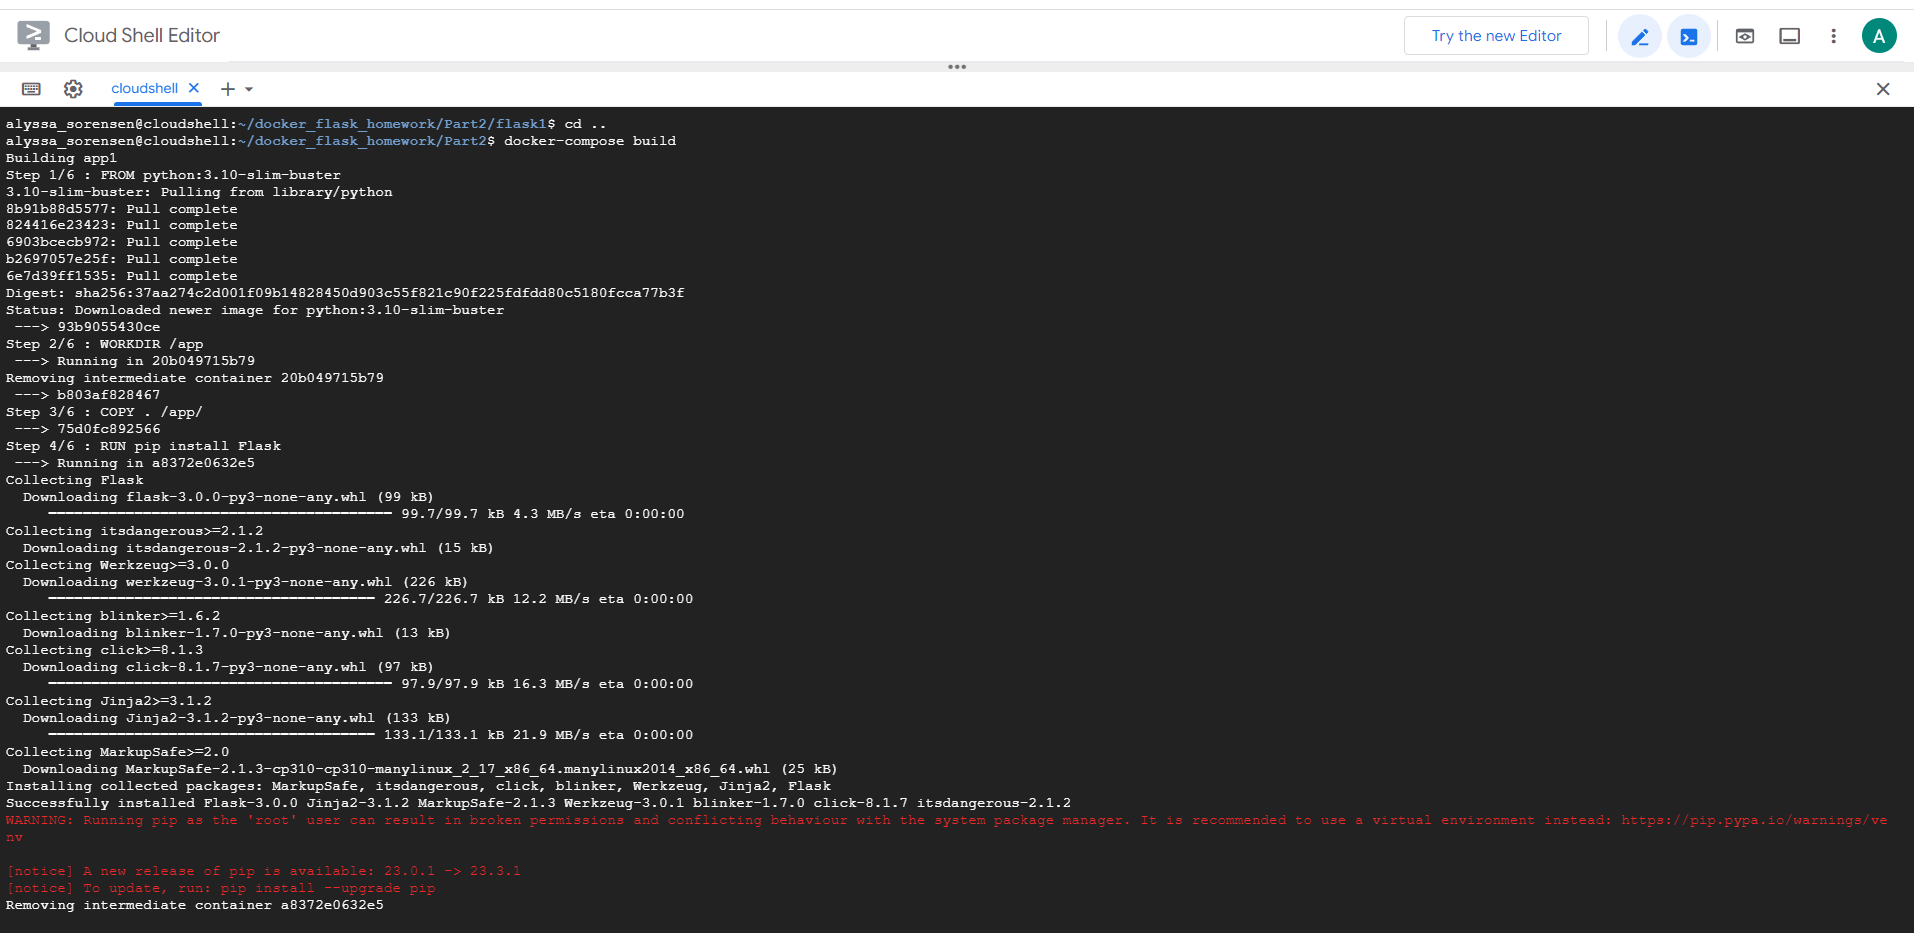 Cloud Shell Editor
Try the new Editor
A
cloudshell
alyssa_sorensen@cloudshell:~/docker_flask_homework/Part2/flask1$ cd ..
alyssa_sorensen@cloudshell:~/docker_flask_homework/Part2$ docker-compose build
Building app1
Step 1/6 : FROM python:3.10-slim-buster
3.10-slim-buster: Pulling from library/python
8b91b88d5577: Pull complete
824416e23423: Pull complete
6903bcecb972: Pull complete
b2697057e25f: Pull complete
6e7d39ff1535: Pull complete
Digest: sha256:37aa274c2d001f09b14828450d903c55f821c90f225fdfdd80c5180fcca77b3f
Status: Downloaded newer image for python:3.10-slim-buster
 ---> 93b9055430ce
Step 2/6 : WORKDIR /app
 ---> Running in 20b049715b79
Removing intermediate container 20b049715b79
 ---> b803af828467
Step 3/6 : COPY . /app/
 ---> 75d0fc892566
Step 4/6 : RUN pip install Flask
 ---> Running in a8372e0632e5
Collecting Flask
  Downloading flask-3.0.0-py3-none-any.whl (99 kB)
99.7/99.7 kB 4.3 MB/s eta 0:00:00
Collecting itsdangerous>=2.1.2
  Downloading itsdangerous-2.1.2-py3-none-any.whl (15 kB)
Collecting Werkzeug>=3.0.0
  Downloading werkzeug-3.0.1-py3-none-any.whl (226 kB)
226.7/226.7 kB 12.2 MB/s eta 0:00:00
Collecting blinker>=1.6.2
  Downloading blinker-1.7.0-py3-none-any.whl (13 kB)
Collecting click>=8.1.3
  Downloading click-8.1.7-py3-none-any.whl (97 kB)
97.9/97.9 kB 16.3 MB/s eta 0:00:00
Collecting Jinja2>=3.1.2
  Downloading Jinja2-3.1.2-py3-none-any.whl (133 kB)
133.1/133.1 kB 21.9 MB/s eta 0:00:00
Collecting MarkupSafe>=2.0
  Downloading MarkupSafe-2.1.3-cp310-cp310-manylinux_2_17_x86_64.manylinux2014_x86_64.whl (25 kB)
Installing collected packages: MarkupSafe, itsdangerous, click, blinker, Werkzeug, Jinja2, Flask
Successfully installed Flask-3.0.0 Jinja2-3.1.2 MarkupSafe-2.1.3 Werkzeug-3.0.1 blinker-1.7.0 click-8.1.7 itsdangerous-2.1.2
WARNING: Running pip as the 'root' user can result in broken permissions and conflicting behaviour with the system package manager. It is recommended to use a virtual environment instead: https://pip.pypa.io/warnings/ve
nv
[notice] A new release of pip is available: 23.0.1 -> 23.3.1
[notice] To update, run: pip install --upgrade pip
Removing intermediate container a8372e0632e5